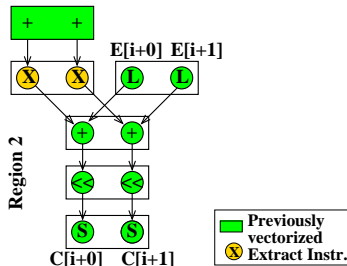 + +
E[i+0] E[i+1]
X X L L
+ +
<< <<
S S
C[i+0] C[i+1]
Region 2
Previously
vectorized
X Extract Instr.